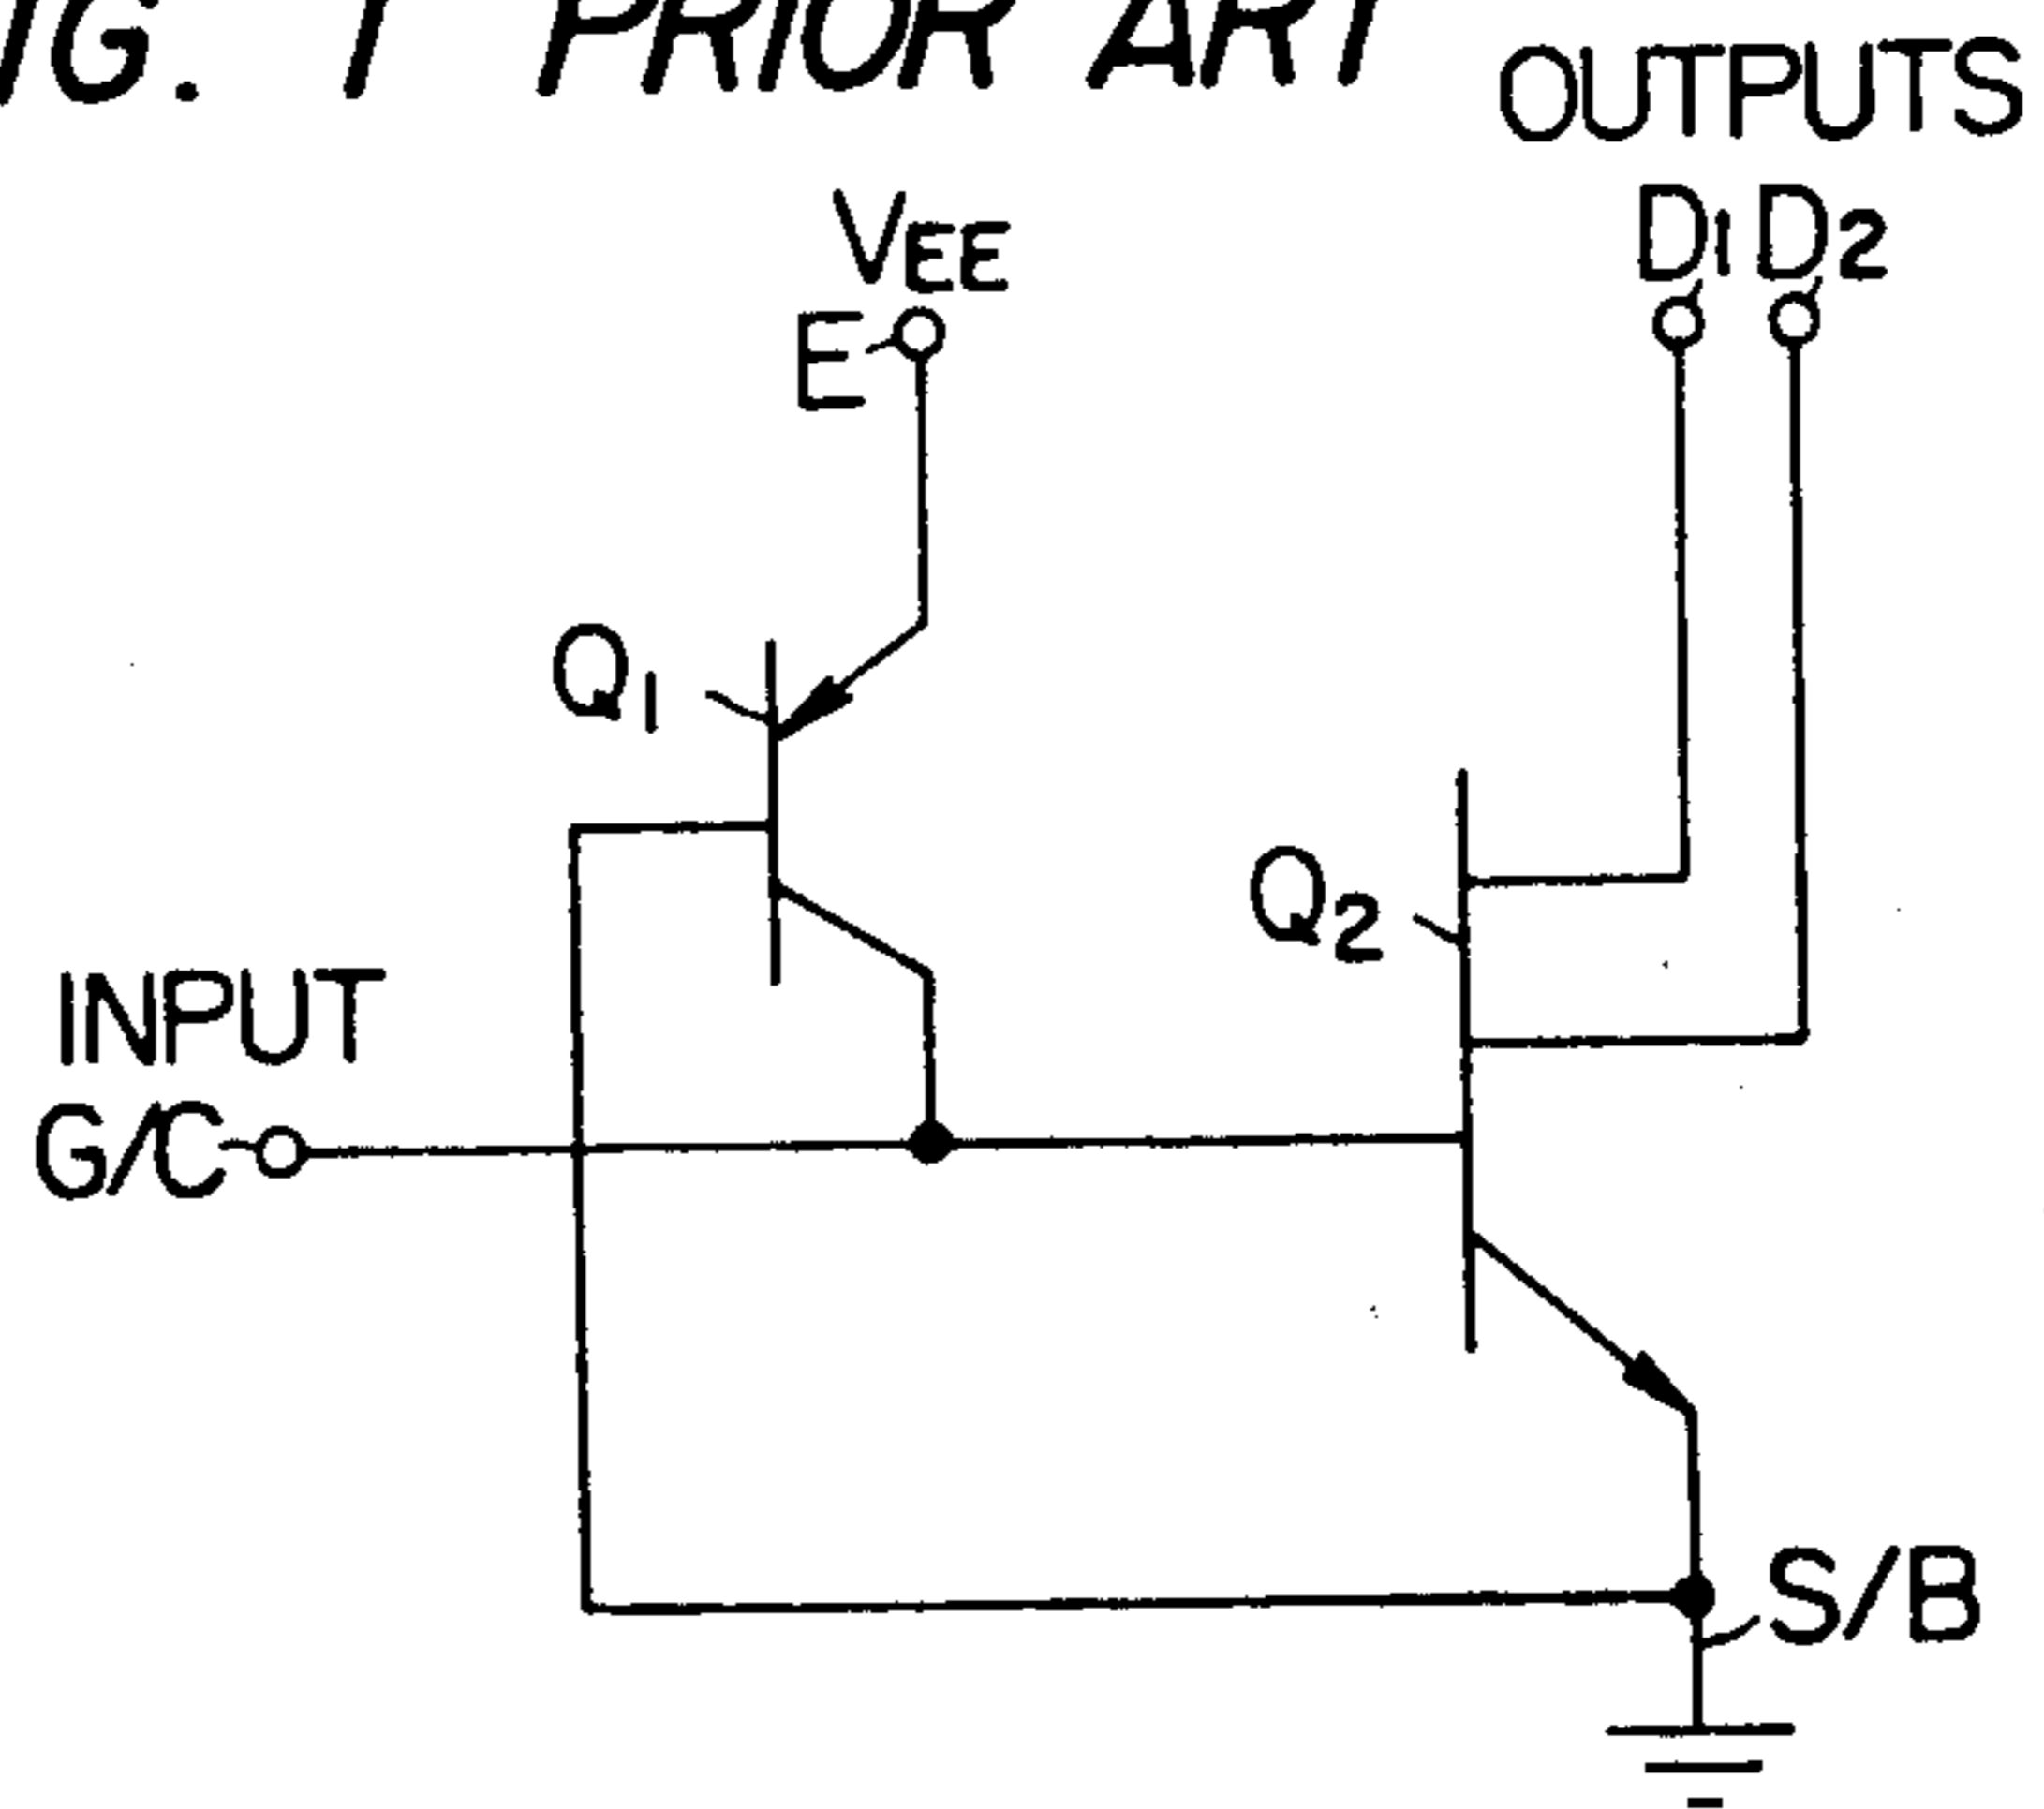 IG. 1 PRIOR ART
OUTPUTS
D1 D2
VEE
E
Q1
Q2
INPUT
G/C
S/B